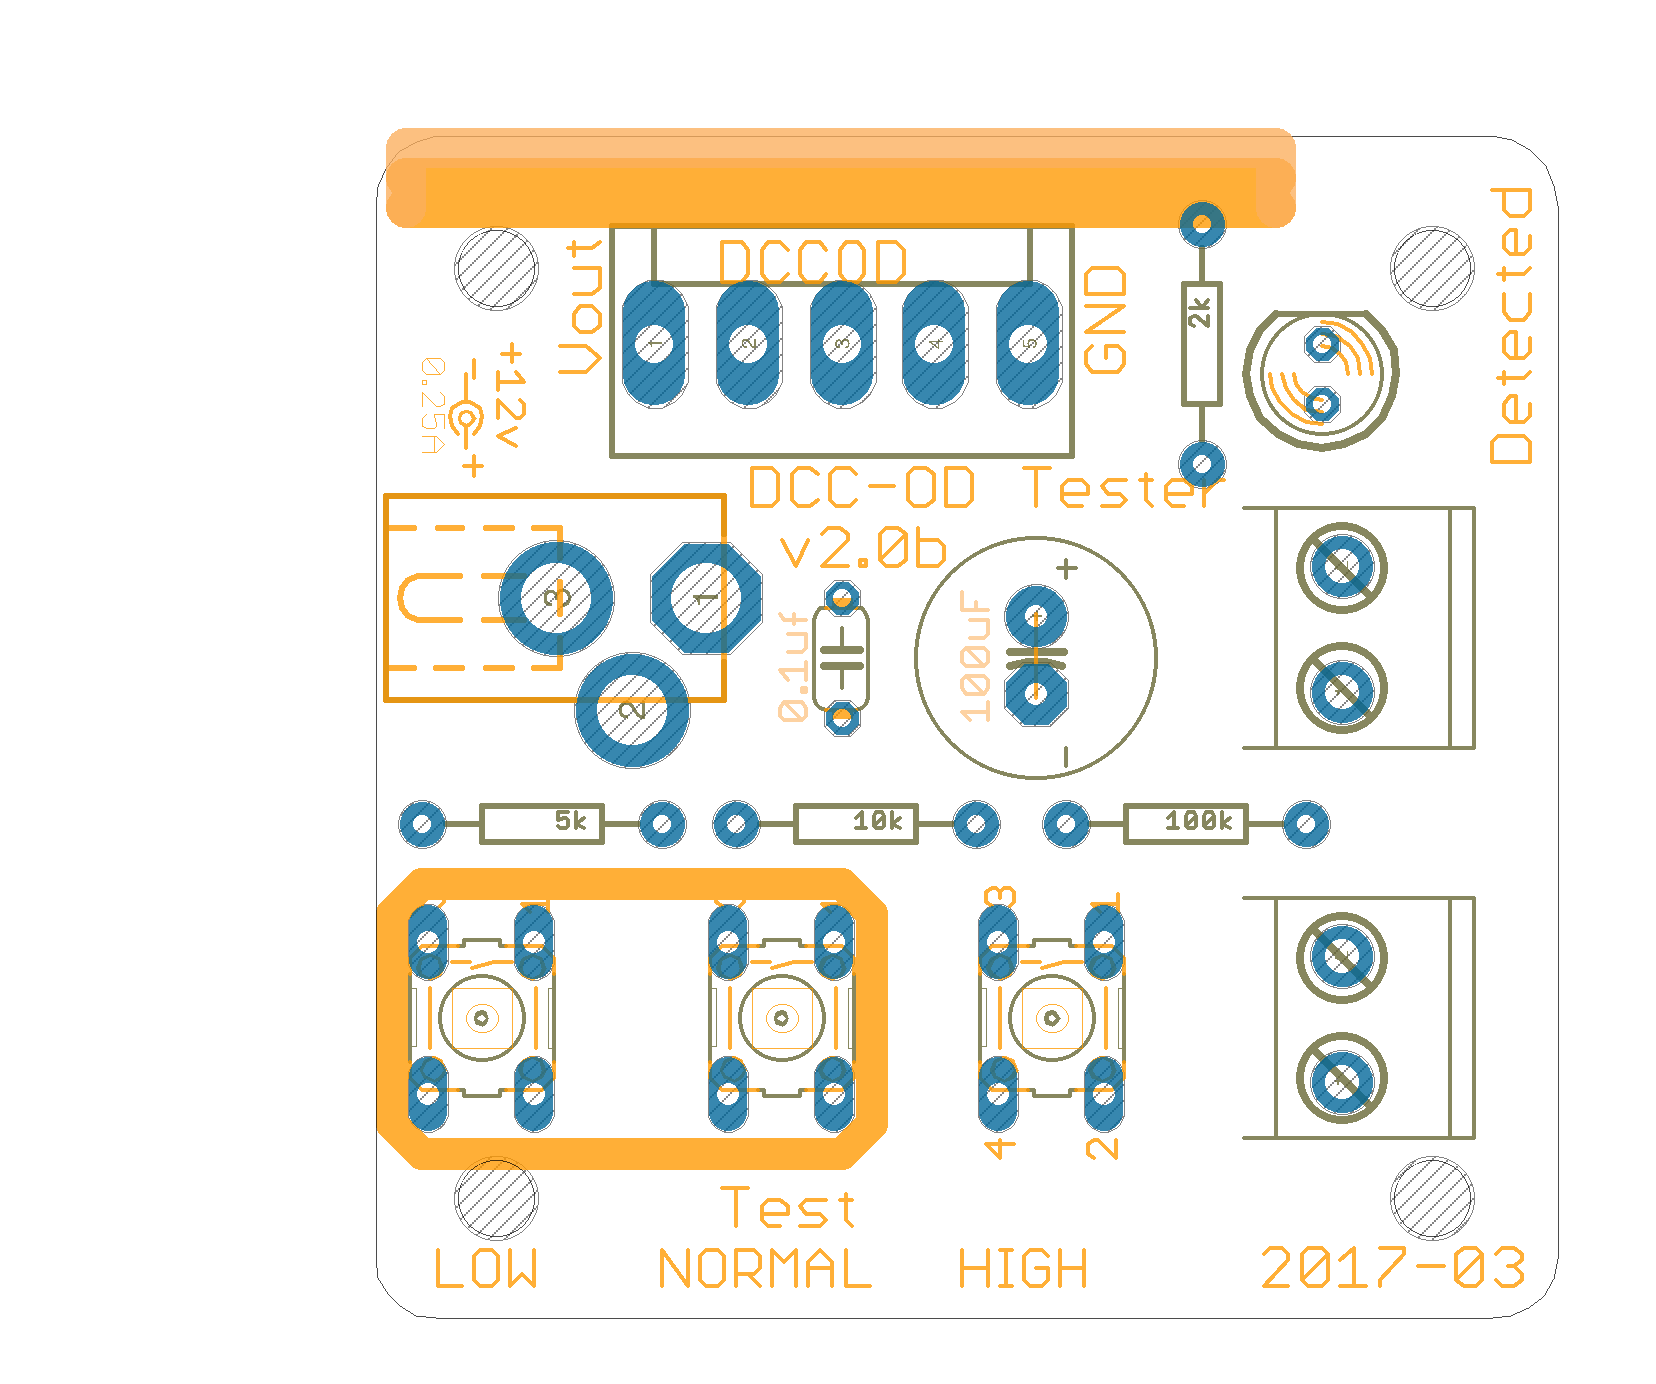 Vout
DCCOD
GND
Detected
1
2
3
4
5
2k
0.25A
- +
+12v
DCC-OD Tester
v2.0b
3
1
2
0.1uf
100uF
+
-
5k
10k
100k
3
1
4
2
Test
LOW
NORMAL
HIGH
2017-03